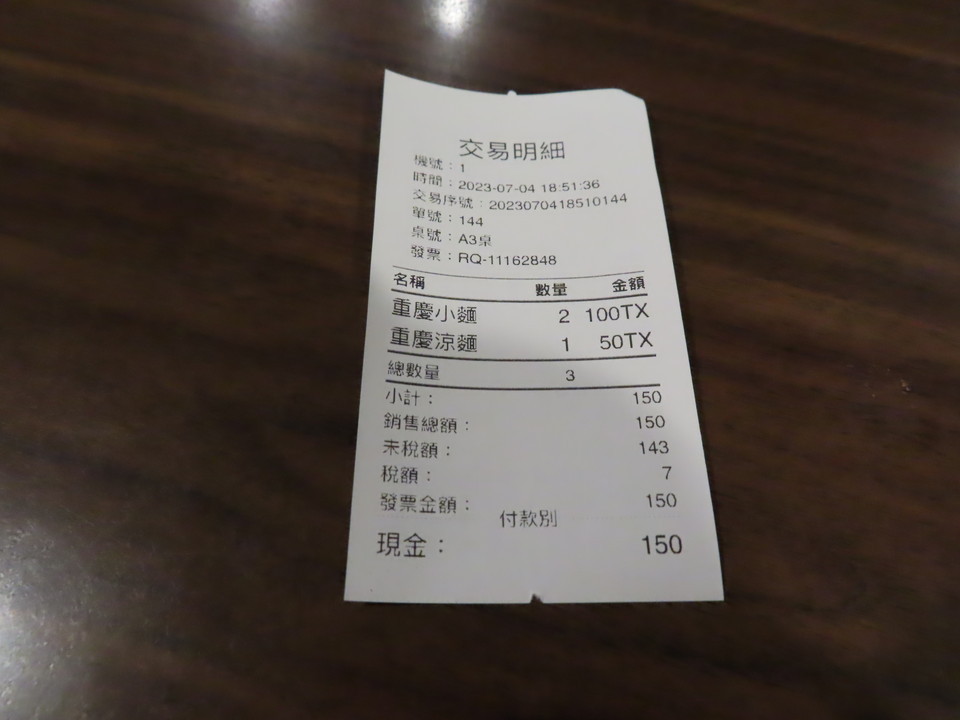 交易明細
機號：1
時間：2023-07-04 18:51:36
交易序號：2023070418510144
單號：144
桌號：A3桌
發票：RQ-11162848
名稱 數量 金額
重慶小麵 2 100TX
重慶涼麵 1 50TX
總數量 3
小計： 150
銷售總額： 150
未稅額： 143
稅額： 7
發票金額： 150
付款別
現金： 150